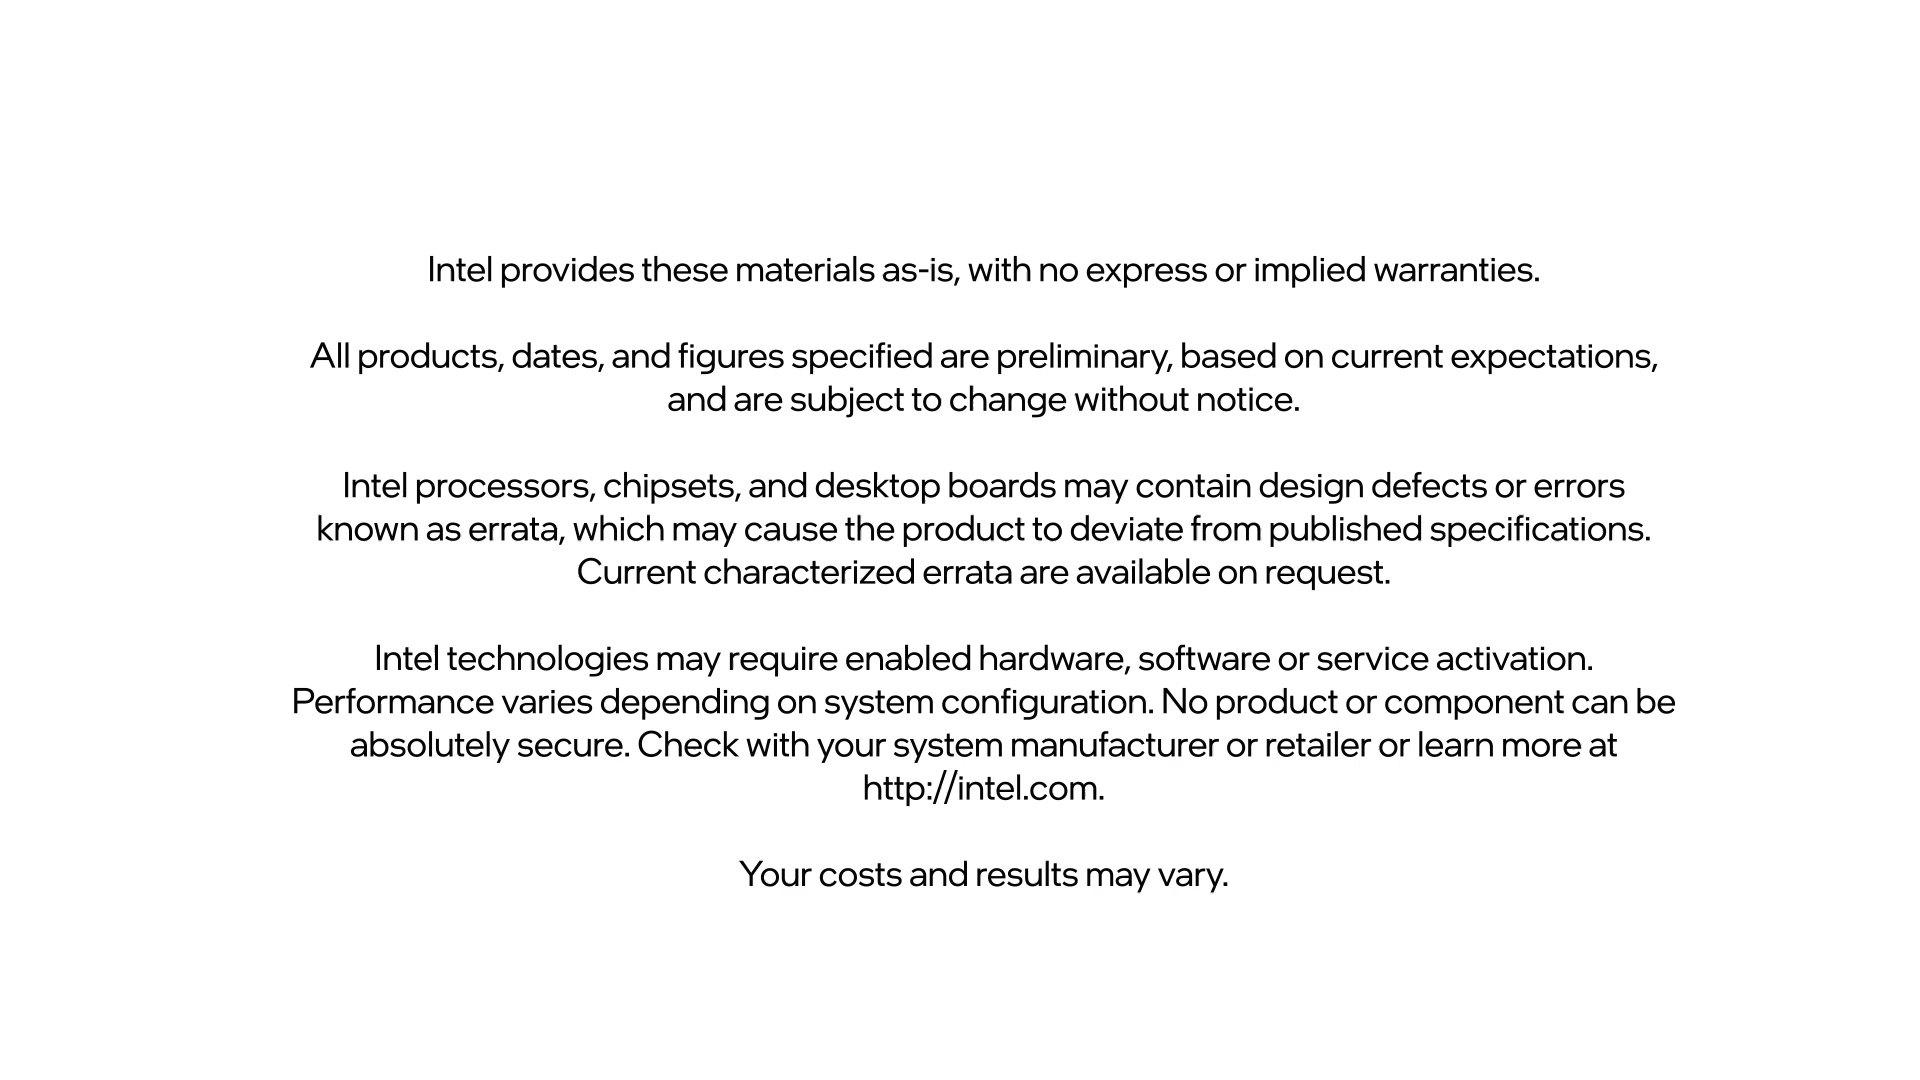 Intel provides these materials as-is, with no express or implied warranties.
All products, dates, and figures specified are preliminary, based on current expectations,
and are subject to change without notice.
Intel processors, chipsets, and desktop boards may contain design defects or errors
known as errata, which may cause the product to deviate from published specifications.
Current characterized errata are available on request.
Intel technologies may require enabled hardware, software or service activation.
Performance varies depending on system configuration. No product or component can be
absolutely secure. Check with your system manufacturer or retailer or learn more at
http://intel.com.
Your costs and results may vary.